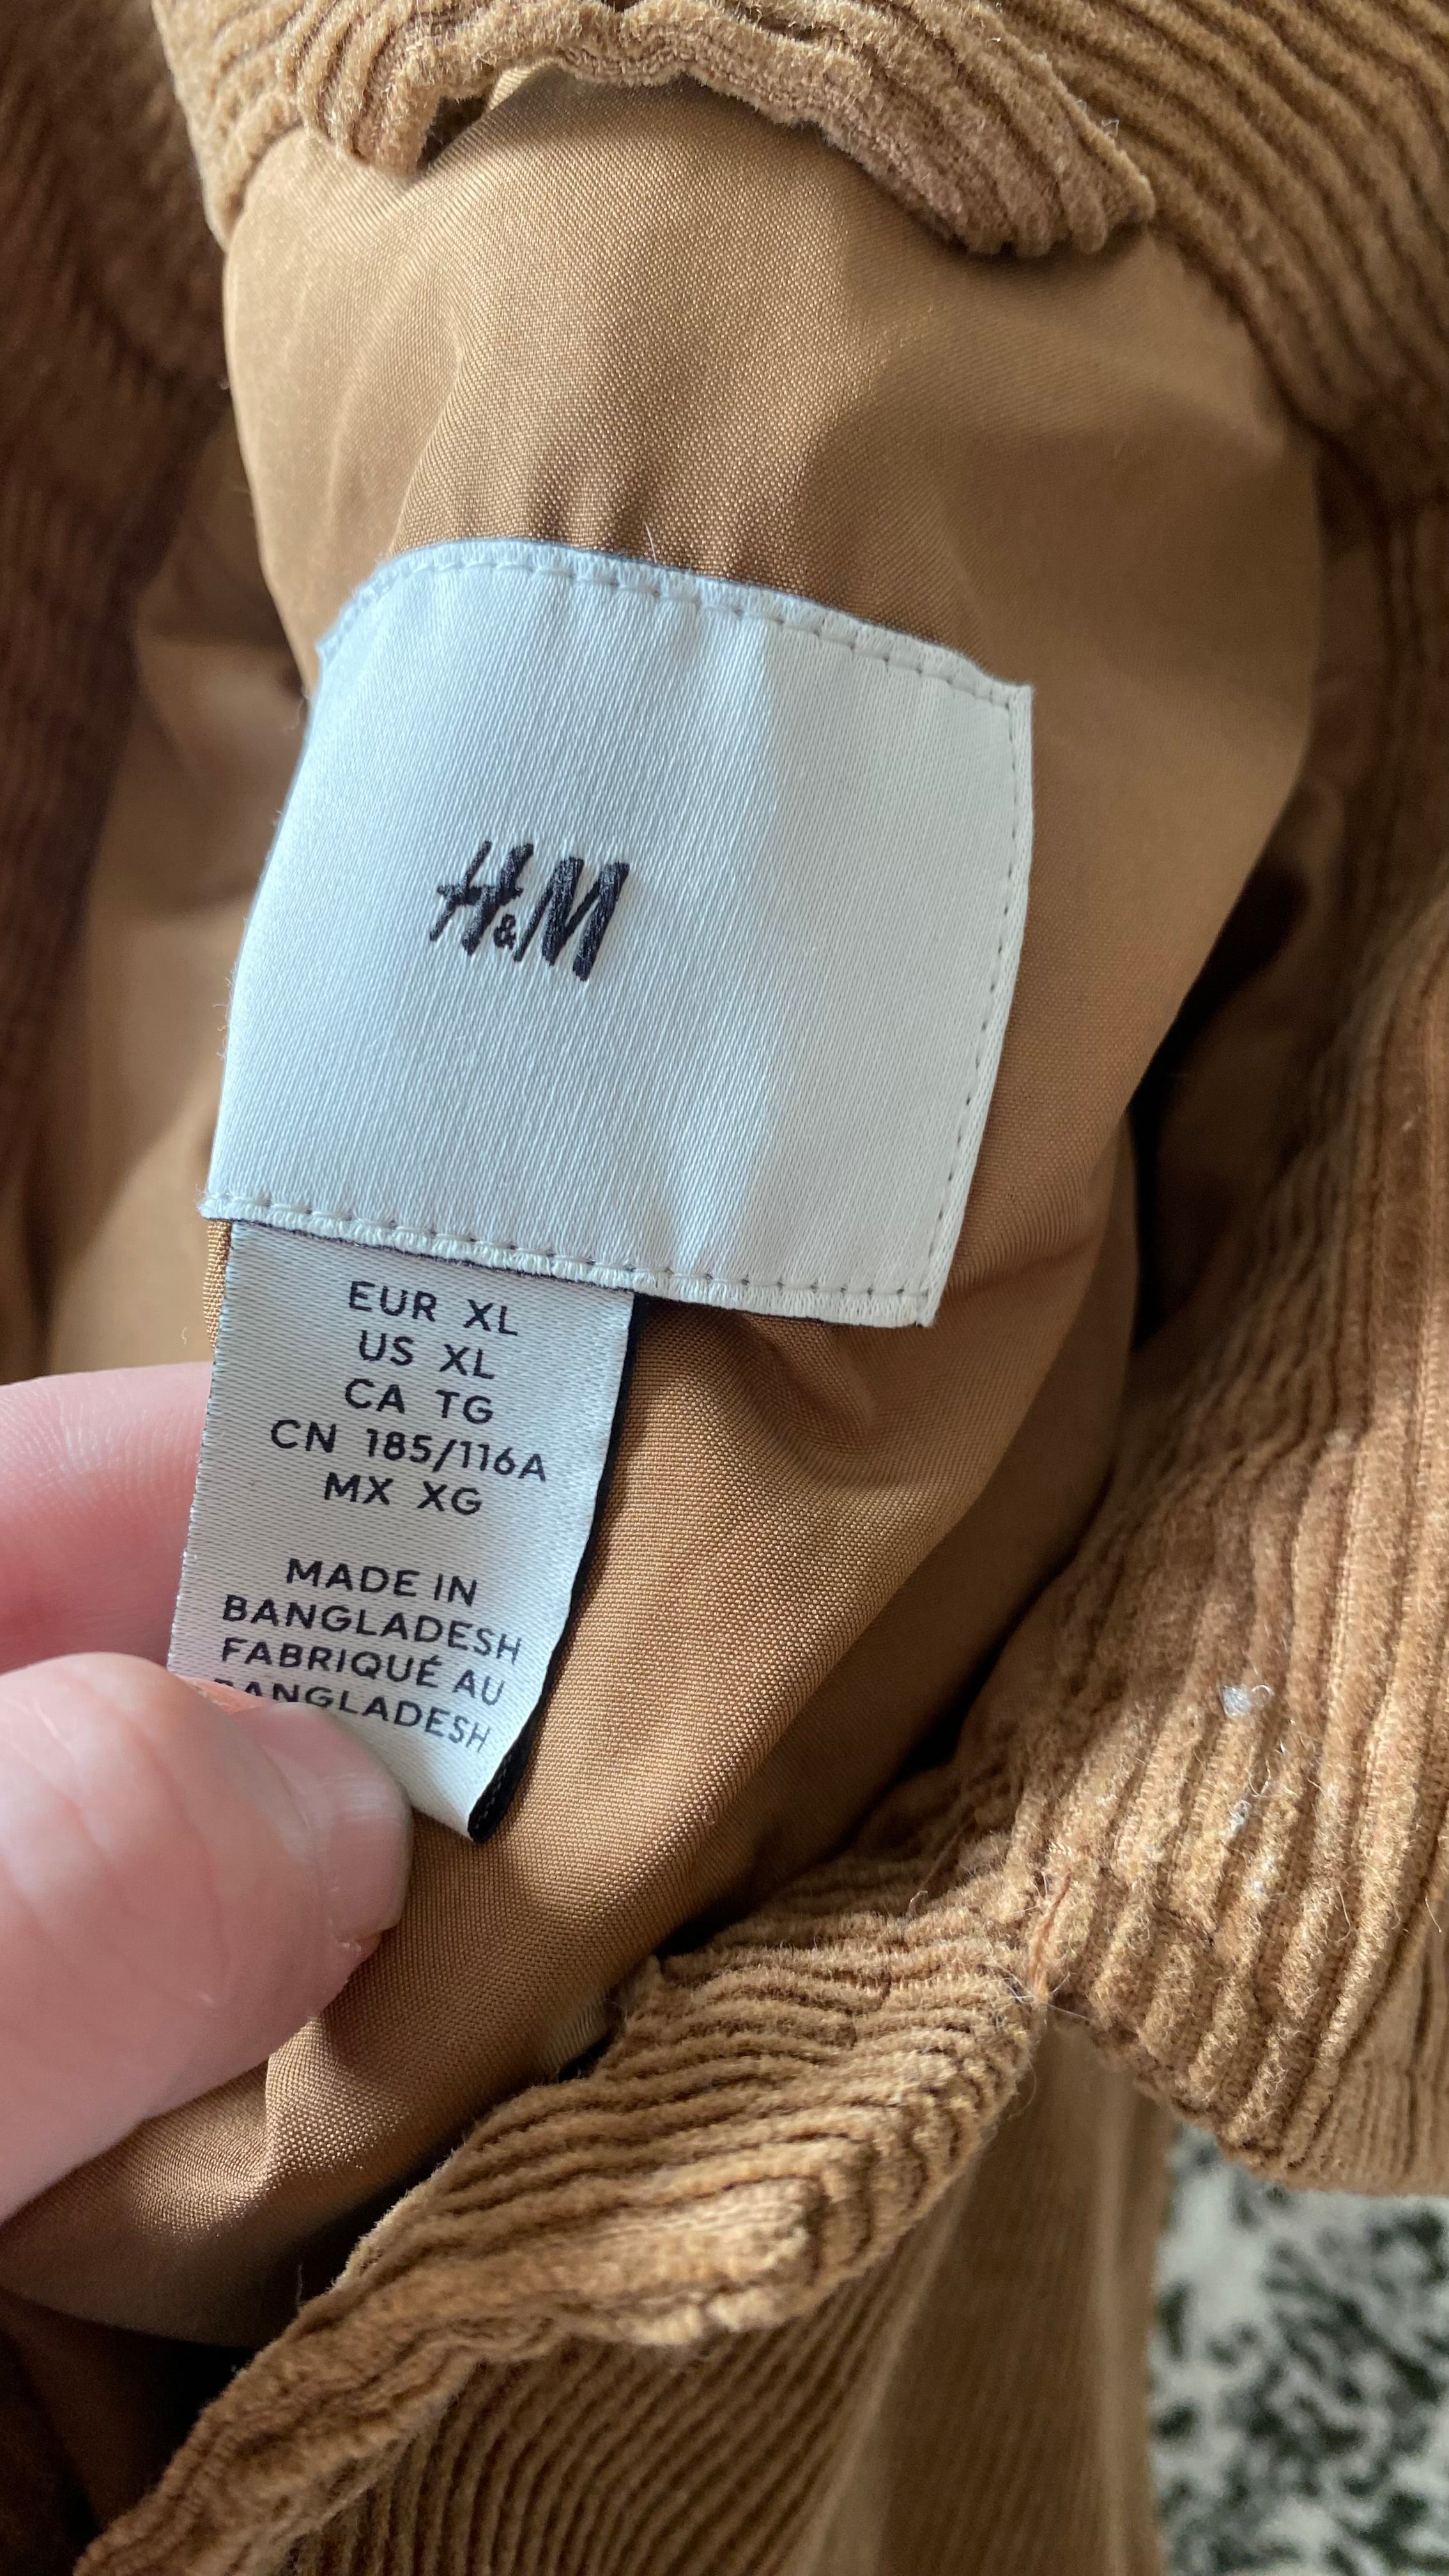 H&M
EUR XL
US XL
CA TG
CN 185/116A
MX XG
MADE IN
BANGLADESH
FABRIQUÉ AU
BANGLADESH